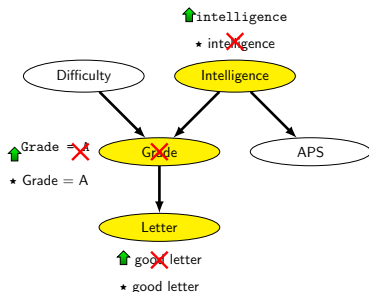 intelligence
⋆ intelligence
Difficulty
Intelligence
Grade = A
Grade
APS
⋆ Grade = A
Letter
good letter
⋆ good letter